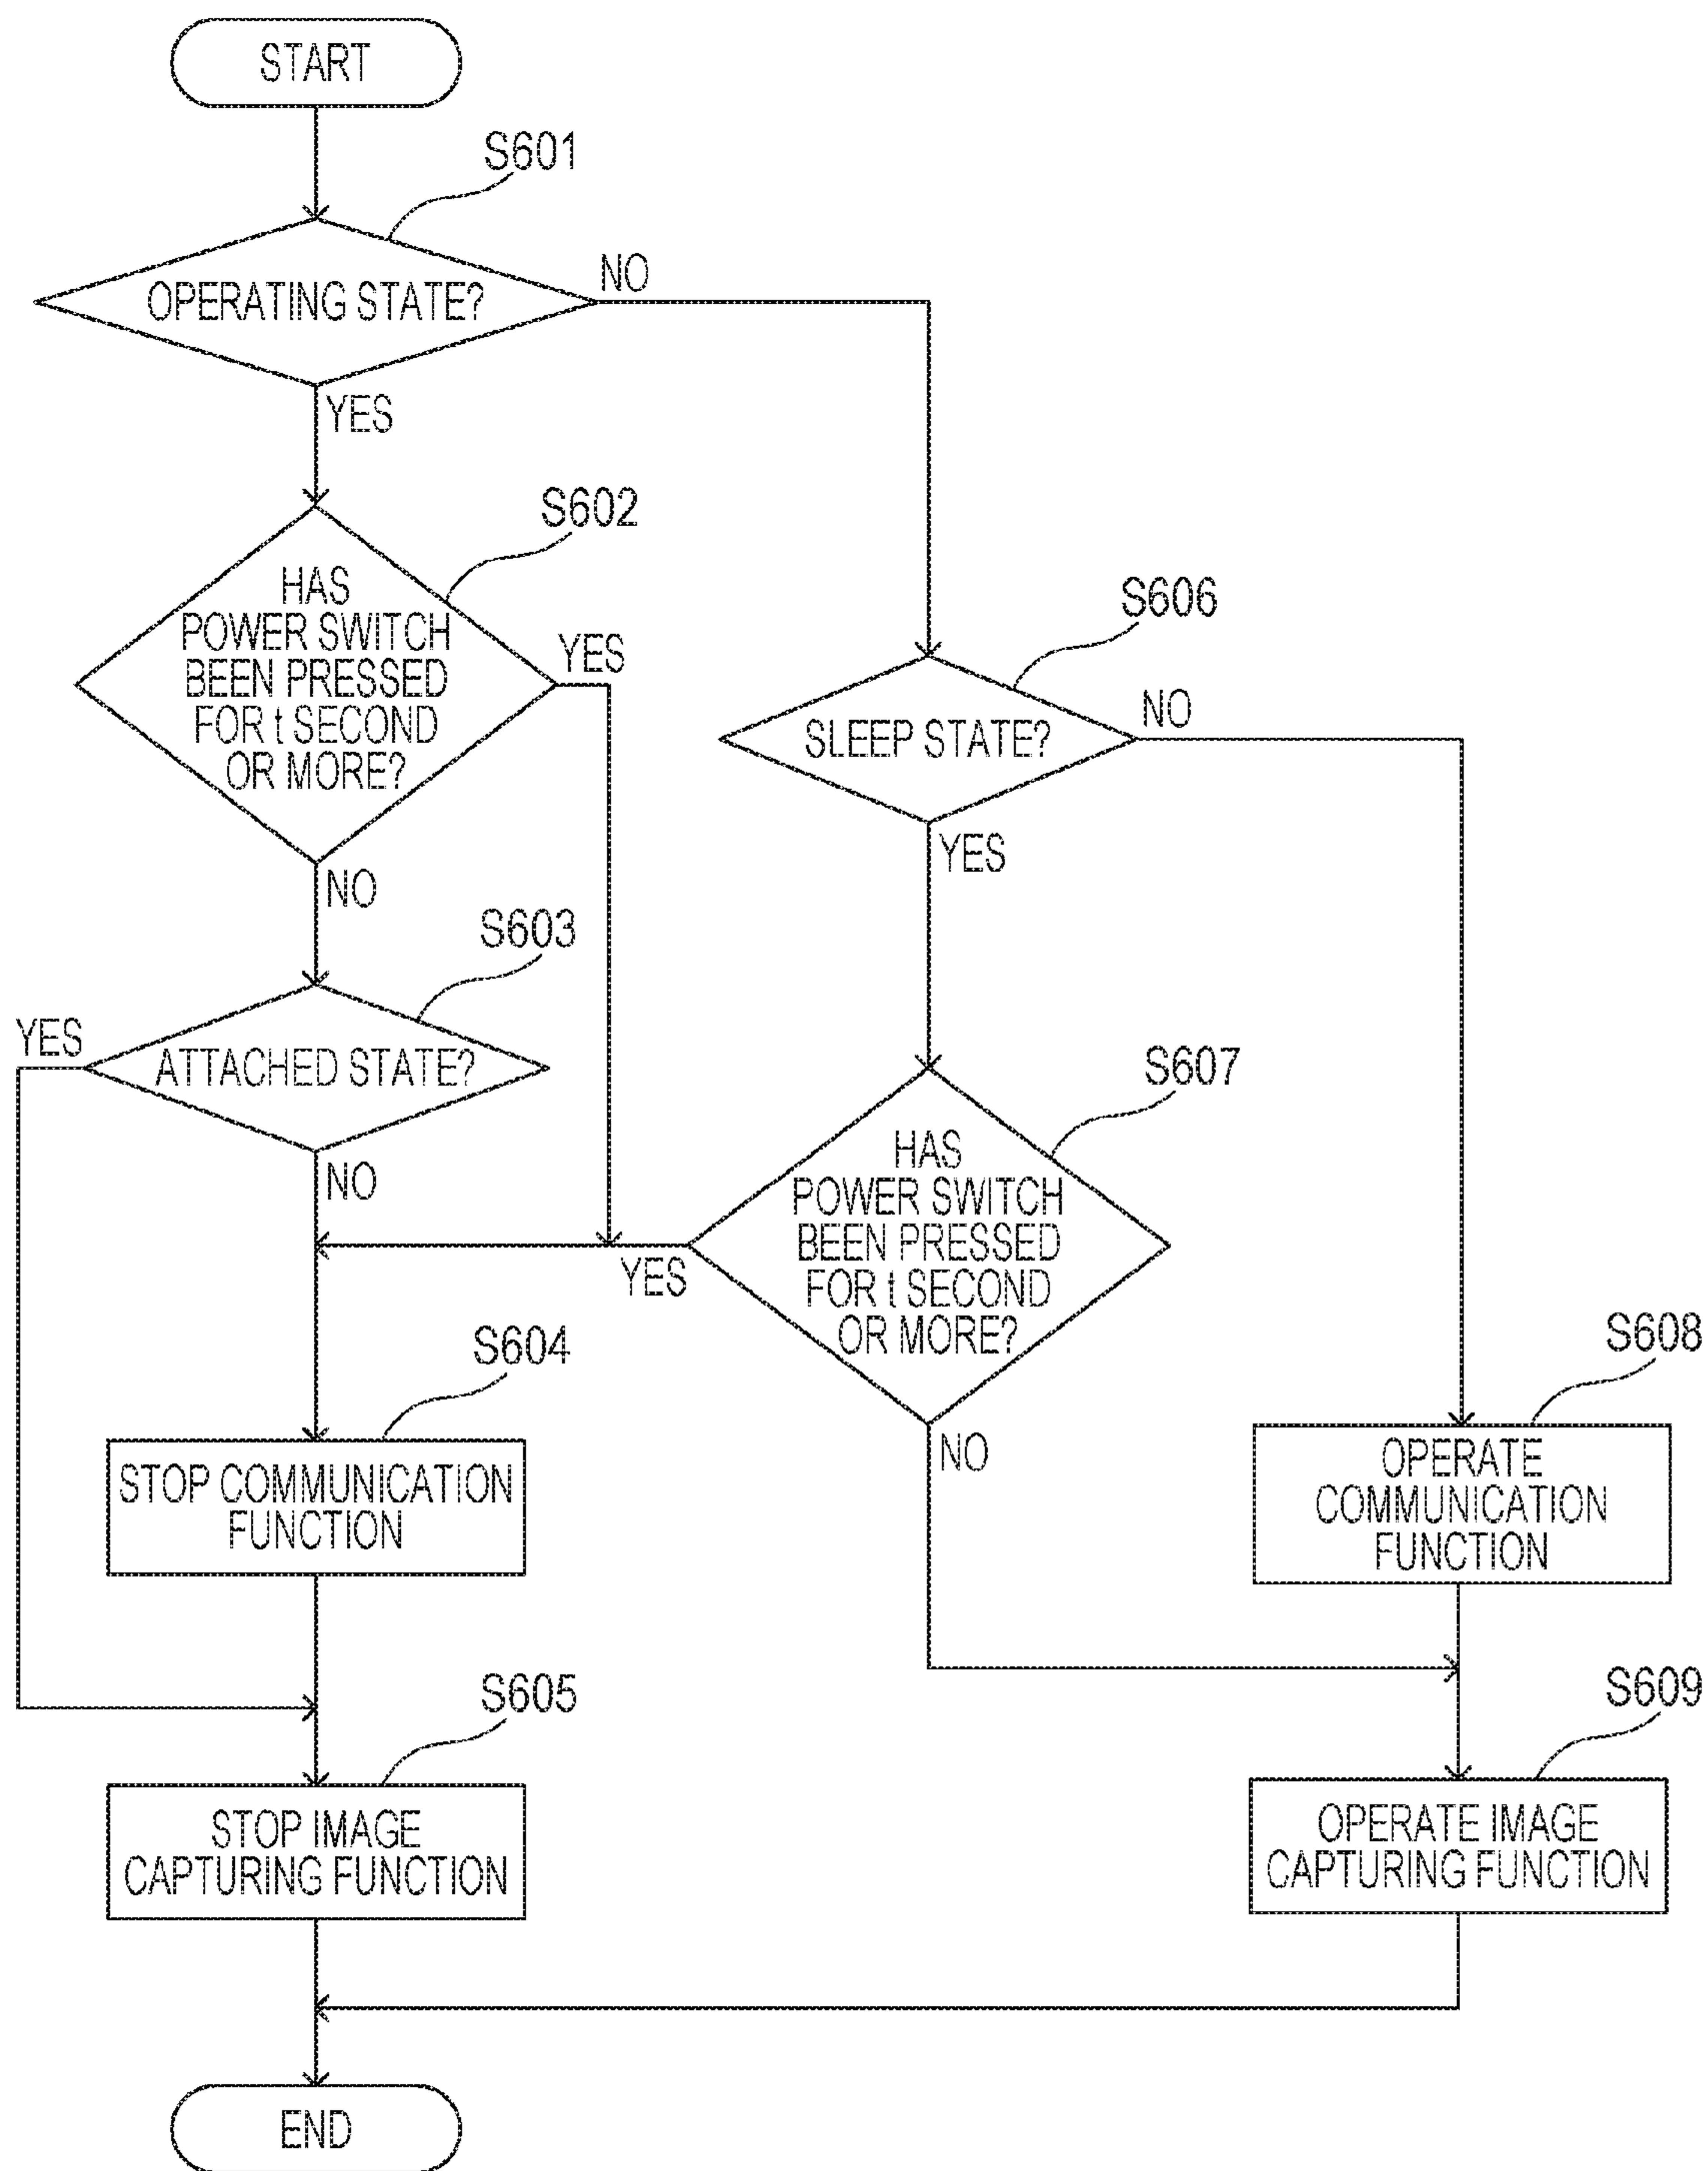 START
S601
OPERATING STATE?
NO
YES
S602
HAS
POWER SWITCH
BEEN PRESSED
FOR t SECOND
OR MORE?
YES
NO
S606
SLEEP STATE?
NO
YES
S603
YES
ATTACHED STATE?
NO
S607
HAS
POWER SWITCH
BEEN PRESSED
FOR t SECOND
OR MORE?
YES
NO
S604
STOP COMMUNICATION
FUNCTION
S608
OPERATE
COMMUNICATION
FUNCTION
S605
STOP IMAGE
CAPTURING FUNCTION
S609
OPERATE IMAGE
CAPTURING FUNCTION
END